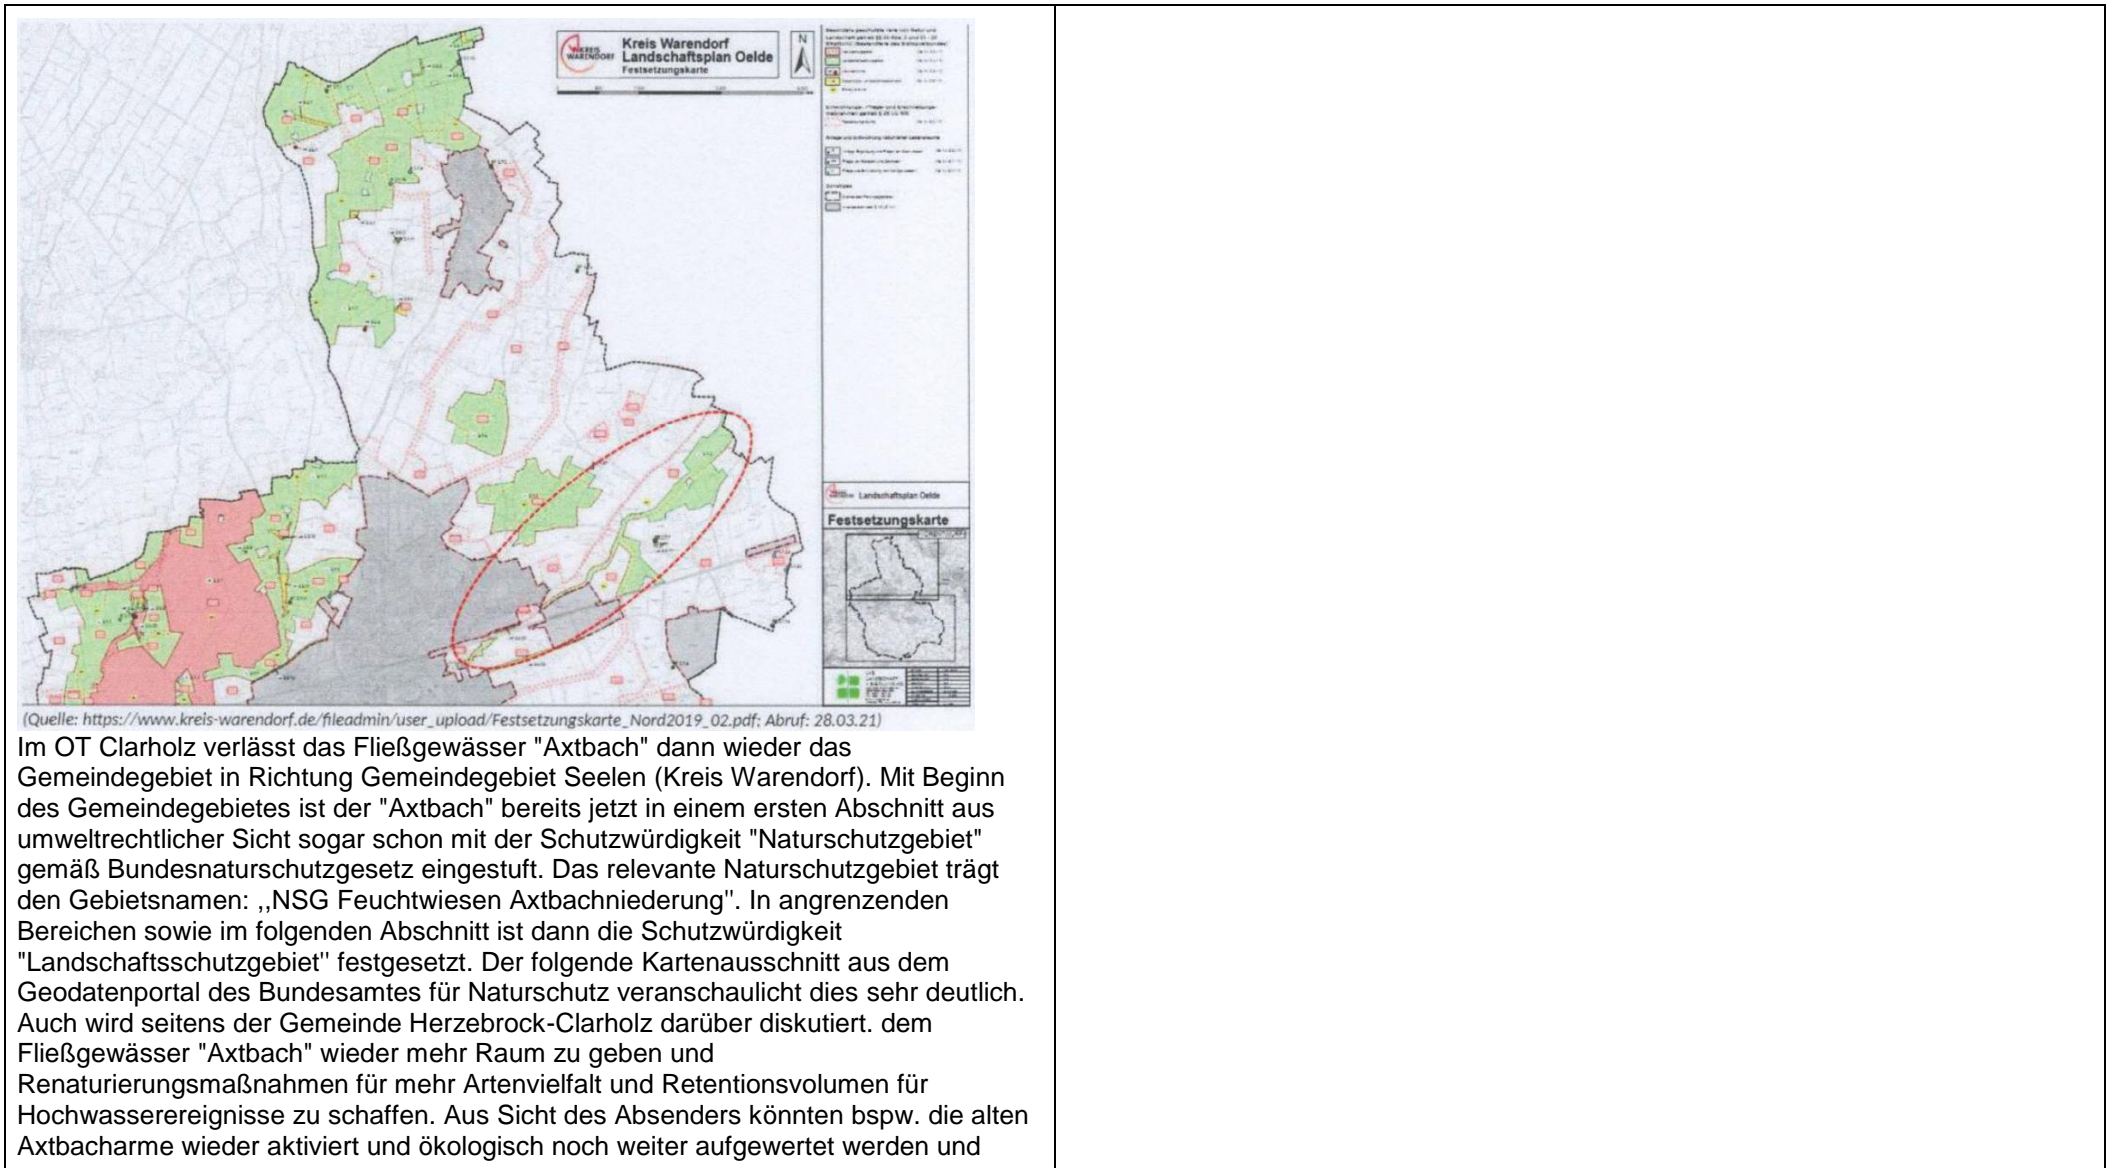 KREIS
WARENDORF
Kreis Warendorf
Landschaftsplan Oelde
Festsetzungskarte
N
Landschaftsplan Oelde
Festsetzungskarte
(Quelle: https://www.kreis-warendorf.de/fileadmin/user_upload/Festsetzungskarte_Nord2019_02.pdf; Abruf: 28.03.21)
Im OT Clarholz verlässt das Fließgewässer "Axtbach" dann wieder das
Gemeindegebiet in Richtung Gemeindegebiet Seelen (Kreis Warendorf). Mit Beginn
des Gemeindegebietes ist der "Axtbach" bereits jetzt in einem ersten Abschnitt aus
umweltrechtlicher Sicht sogar schon mit der Schutzwürdigkeit "Naturschutzgebiet"
gemäß Bundesnaturschutzgesetz eingestuft. Das relevante Naturschutzgebiet trägt
den Gebietsnamen: ,,NSG Feuchtwiesen Axtbachniederung". In angrenzenden
Bereichen sowie im folgenden Abschnitt ist dann die Schutzwürdigkeit
"Landschaftsschutzgebiet" festgesetzt. Der folgende Kartenausschnitt aus dem
Geodatenportal des Bundesamtes für Naturschutz veranschaulicht dies sehr deutlich.
Auch wird seitens der Gemeinde Herzebrock-Clarholz darüber diskutiert. dem
Fließgewässer "Axtbach" wieder mehr Raum zu geben und
Renaturierungsmaßnahmen für mehr Artenvielfalt und Retentionsvolumen für
Hochwasserereignisse zu schaffen. Aus Sicht des Absenders könnten bspw. die alten
Axtbacharme wieder aktiviert und ökologisch noch weiter aufgewertet werden und